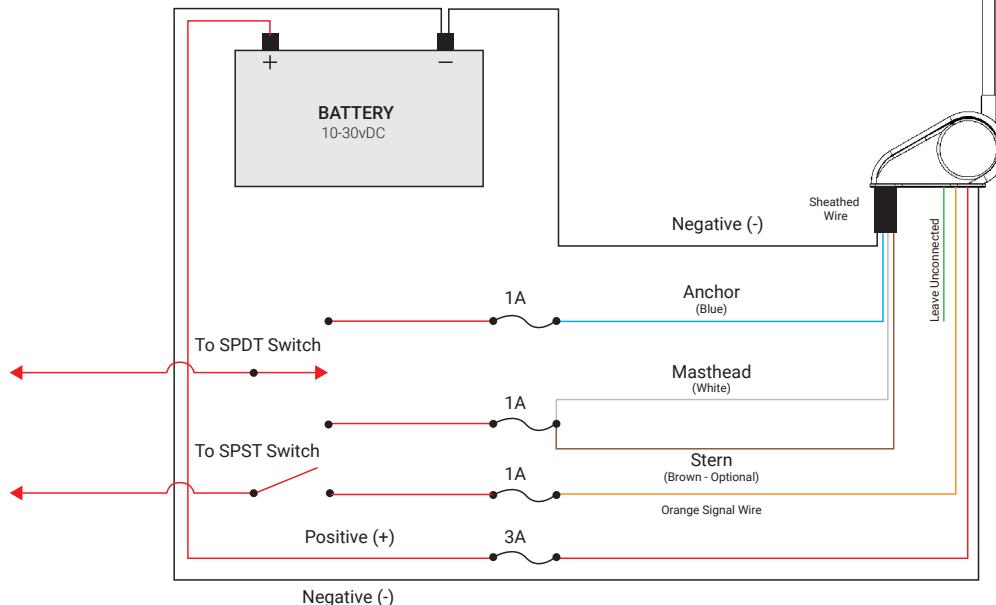 +
−
BATTERY
10-30vDC
Sheathed
Wire
Negative (-)
Leave Unconnected
1A
Anchor
(Blue)
To SPDT Switch
Masthead
(White)
1A
To SPST Switch
Stern
(Brown - Optional)
1A
Orange Signal Wire
Positive (+)
3A
Negative (-)